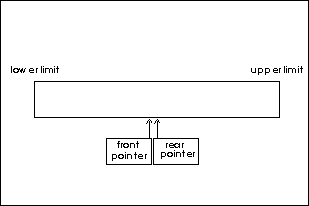 lower limit
upper limit
front
pointer
rear
pointer